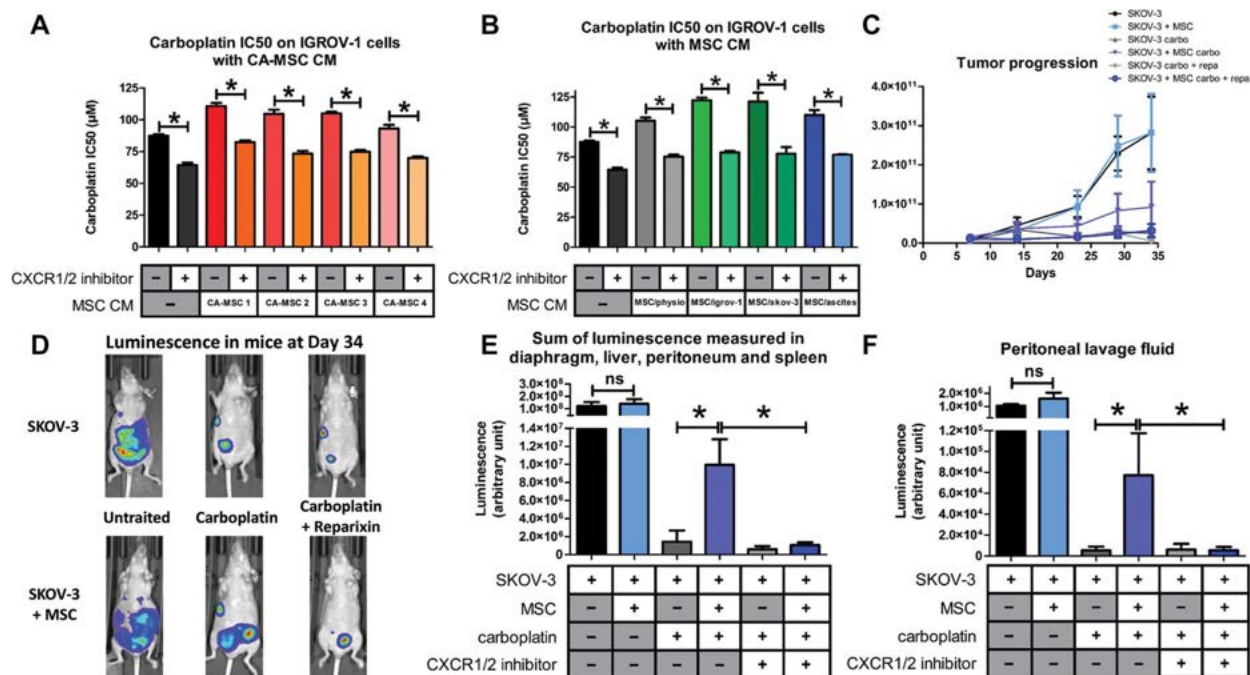 A
Carboplatin IC50 on IGROV-1 cells
with CA-MSC CM
Carboplatin IC50 (µM)
125
100
75
50
25
0
* * * * *
CXCR1/2 inhibitor − + − + − + − + − +
MSC CM − CA-MSC 1 CA-MSC 2 CA-MSC 3 CA-MSC 4
B
Carboplatin IC50 on IGROV-1 cells
with MSC CM
Carboplatin IC50 (µM)
125
100
75
50
25
0
* * * * *
CXCR1/2 inhibitor − + − + − + − + − +
MSC CM − MSC/physio MSC/igrov-1 MSC/skov-3 MSC/ascites
C
Tumor progression
SKOV-3
SKOV-3 + MSC
SKOV-3 carbo
SKOV-3 + MSC carbo
SKOV-3 carbo + repa
SKOV-3 + MSC carbo + repa
4.0×10¹¹
3.0×10¹¹
2.0×10¹¹
1.0×10¹¹
0.0
0 5 10 15 20 25 30 35
Days
D
Luminescence in mice at Day 34
SKOV-3
Untraited Carboplatin Carboplatin
+ Reparixin
SKOV-3
+ MSC
E
Sum of luminescence measured in
diaphragm, liver, peritoneum and spleen
Luminescence
(arbitrary unit)
3.0×10⁸
2.0×10⁸
1.0×10⁸
1.4×10⁷
1.2×10⁷
1.0×10⁷
8.0×10⁶
6.0×10⁶
4.0×10⁶
2.0×10⁶
0
ns
* *
SKOV-3 + + + + + +
MSC − + − + − +
carboplatin − − + + + +
CXCR1/2 inhibitor − − − − + +
F
Peritoneal lavage fluid
Luminescence
(arbitrary unit)
2.0×10⁶
1.0×10⁶
1.2×10⁵
1.0×10⁵
8.0×10⁴
6.0×10⁴
4.0×10⁴
2.0×10⁴
0
ns
* *
SKOV-3 + + + + + +
MSC − + − + − +
carboplatin − − + + + +
CXCR1/2 inhibitor − − − − + +